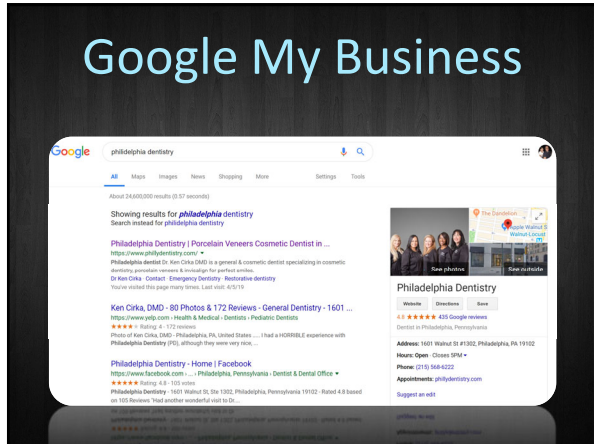 Google My Business
Google
philidelphia dentistry
All Maps Images News Shopping More Settings Tools
About 24,600,000 results (0.57 seconds)
Showing results for philadelphia dentistry
Search instead for philidelphia dentistry
Philadelphia Dentistry | Porcelain Veneers Cosmetic Dentist in ...
https://www.phillydentistry.com/
Philadelphia dentist Dr. Ken Cirka DMD is a general & cosmetic dentist specializing in cosmetic
dentistry, porcelain veneers & invisalign for perfect smiles.
Dr Ken Cirka · Contact · Emergency Dentistry · Restorative dentistry
You've visited this page many times. Last visit: 4/5/19
Ken Cirka, DMD - 80 Photos & 172 Reviews - General Dentistry - 1601 ...
https://www.yelp.com › Health & Medical › Dentists › Pediatric Dentists
Rating: 4 - 172 reviews
Photo of Ken Cirka, DMD - Philadelphia, PA, United States .... I had a HORRIBLE experience with
Philadelphia Dentistry (PD), although they were very nice, ...
Philadelphia Dentistry - Home | Facebook
https://www.facebook.com › ... › Philadelphia, Pennsylvania › Dentist & Dental Office
Rating: 4.8 - 105 votes
Philadelphia Dentistry - 1601 Walnut St, Ste 1302, Philadelphia, Pennsylvania 19102 - Rated 4.8 based
on 105 Reviews "Had another wonderful visit to Dr. ...
The Dandelion
Apple Walnut S
Walnut-Locust
See photos
See outside
Philadelphia Dentistry
Website Directions Save
4.8 435 Google reviews
Dentist in Philadelphia, Pennsylvania
Address: 1601 Walnut St #1302, Philadelphia, PA 19102
Hours: Open · Closes 5PM
Phone: (215) 568-6222
Appointments: phillydentistry.com
Suggest an edit